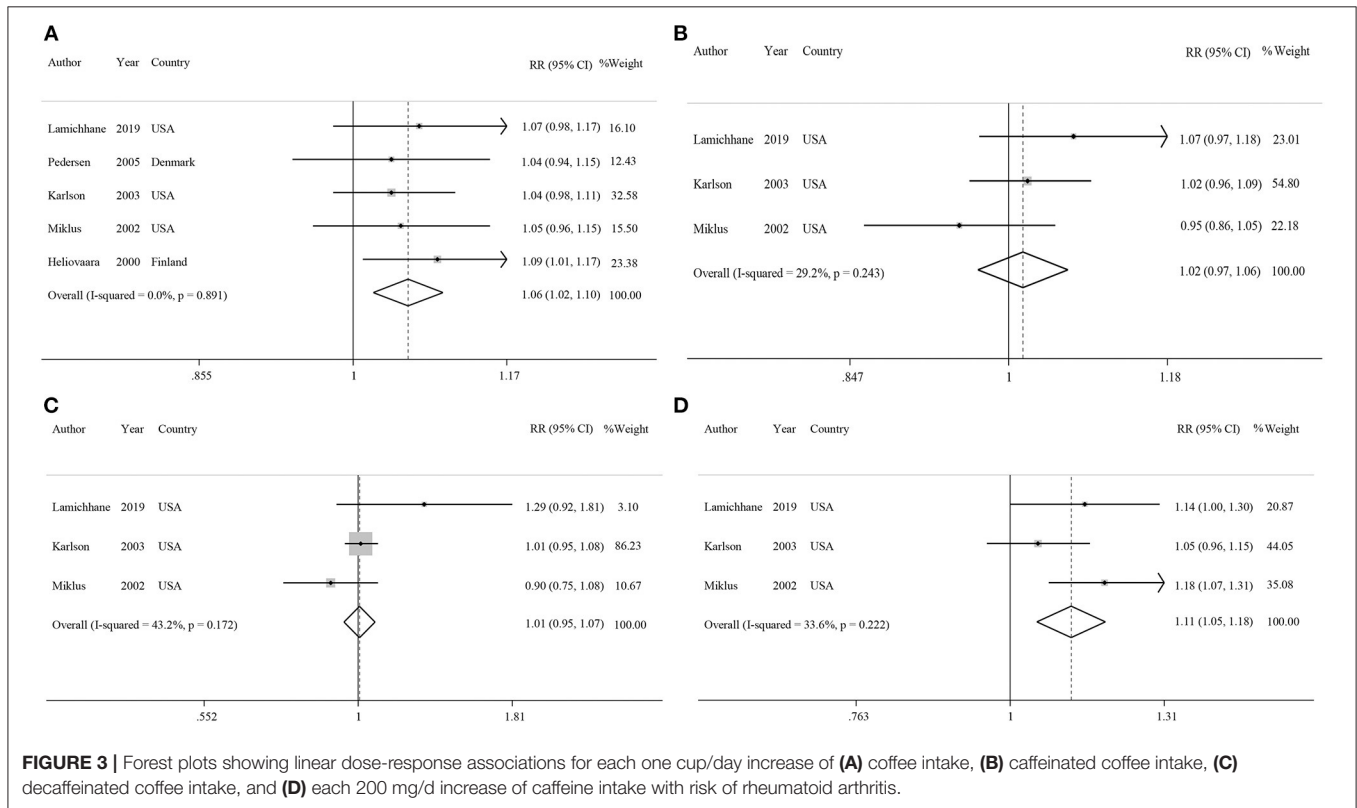 A
Author Year Country RR (95% CI) %Weight
Lamichhane 2019 USA 1.07 (0.98, 1.17) 16.10
Pedersen 2005 Denmark 1.04 (0.94, 1.15) 12.43
Karlson 2003 USA 1.04 (0.98, 1.11) 32.58
Miklus 2002 USA 1.05 (0.96, 1.15) 15.50
Heliovaara 2000 Finland 1.09 (1.01, 1.17) 23.38
Overall (I-squared = 0.0%, p = 0.891) 1.06 (1.02, 1.10) 100.00
.855 1 1.17
B
Author Year Country RR (95% CI) % Weight
Lamichhane 2019 USA 1.07 (0.97, 1.18) 23.01
Karlson 2003 USA 1.02 (0.96, 1.09) 54.80
Miklus 2002 USA 0.95 (0.86, 1.05) 22.18
Overall (I-squared = 29.2%, p = 0.243) 1.02 (0.97, 1.06) 100.00
.847 1 1.18
C
Author Year Country RR (95% CI) %Weight
Lamichhane 2019 USA 1.29 (0.92, 1.81) 3.10
Karlson 2003 USA 1.01 (0.95, 1.08) 86.23
Miklus 2002 USA 0.90 (0.75, 1.08) 10.67
Overall (I-squared = 43.2%, p = 0.172) 1.01 (0.95, 1.07) 100.00
.552 1 1.81
D
Author Year Country RR (95% CI) %Weight
Lamichhane 2019 USA 1.14 (1.00, 1.30) 20.87
Karlson 2003 USA 1.05 (0.96, 1.15) 44.05
Miklus 2002 USA 1.18 (1.07, 1.31) 35.08
Overall (I-squared = 33.6%, p = 0.222) 1.11 (1.05, 1.18) 100.00
.763 1 1.31
FIGURE 3 | Forest plots showing linear dose-response associations for each one cup/day increase of (A) coffee intake, (B) caffeinated coffee intake, (C)
decaffeinated coffee intake, and (D) each 200 mg/d increase of caffeine intake with risk of rheumatoid arthritis.